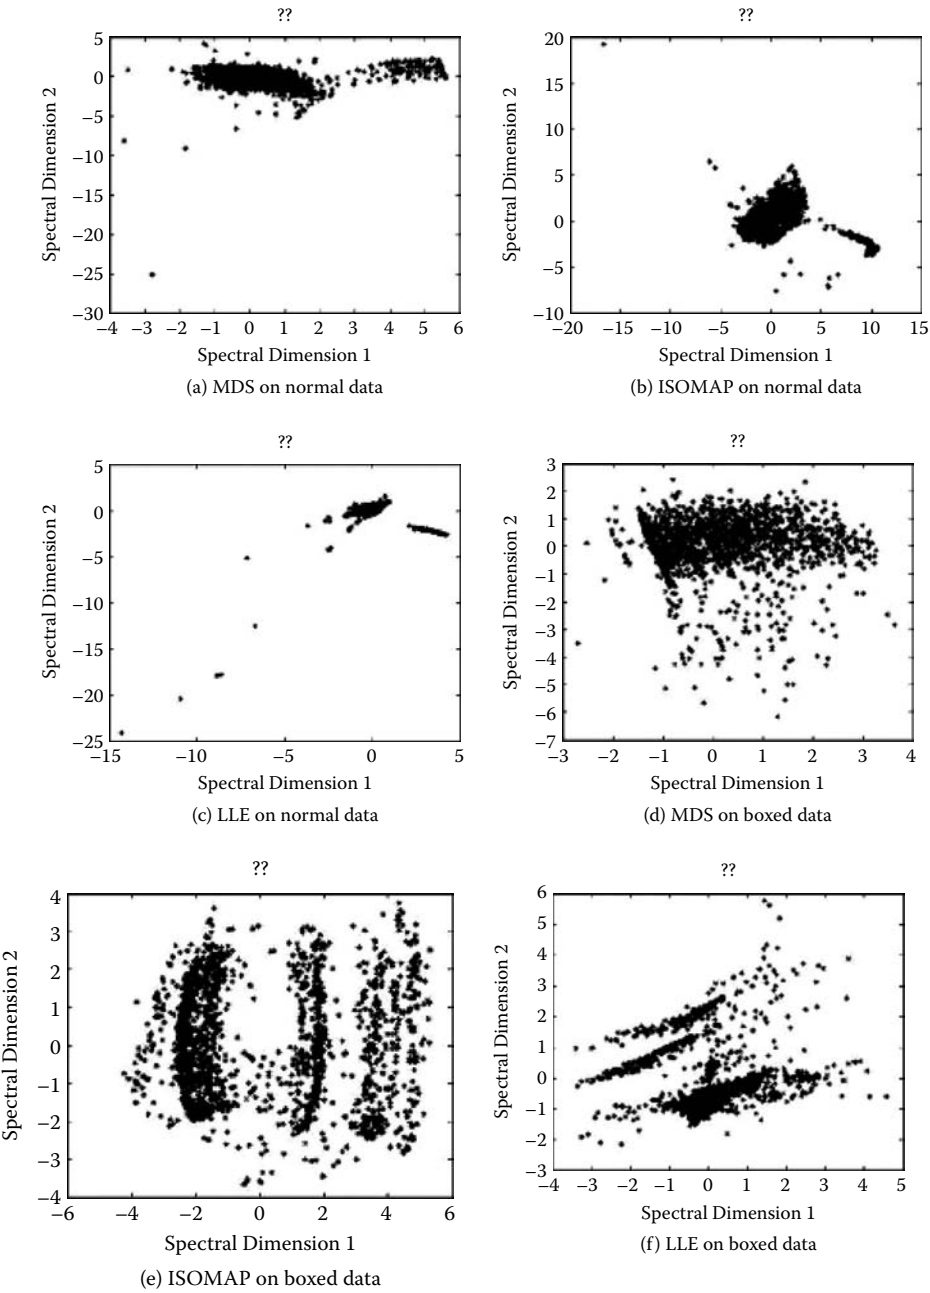 ??
5
0
−5
−10
−15
−20
−25
−30
−4 −3 −2 −1 0 1 2 3 4 5 6
Spectral Dimension 2
Spectral Dimension 1
(a) MDS on normal data
??
20
15
10
5
0
−5
−10
−20 −15 −10 −5 0 5 10 15
Spectral Dimension 2
Spectral Dimension 1
(b) ISOMAP on normal data
??
5
0
−5
−10
−15
−20
−25
−15 −10 −5 0 5
Spectral Dimension 2
Spectral Dimension 1
(c) LLE on normal data
??
3
2
1
0
−1
−2
−3
−4
−5
−6
−7
−3 −2 −1 0 1 2 3 4
Spectral Dimension 2
Spectral Dimension 1
(d) MDS on boxed data
??
4
3
2
1
0
−1
−2
−3
−4
−6 −4 −2 0 2 4 6
Spectral Dimension 2
Spectral Dimension 1
(e) ISOMAP on boxed data
??
6
5
4
3
2
1
0
−1
−2
−3
−4 −3 −2 −1 0 1 2 3 4 5
Spectral Dimension 2
Spectral Dimension 1
(f) LLE on boxed data